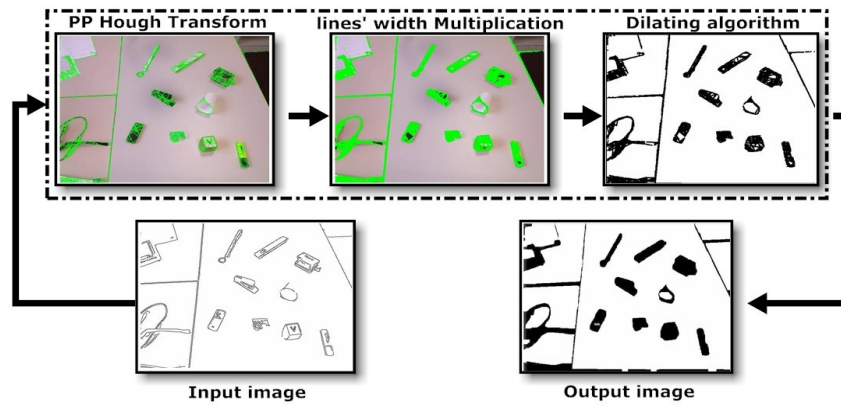 PP Hough Transform
lines' width Multiplication
Dilating algorithm
Input image
Output image